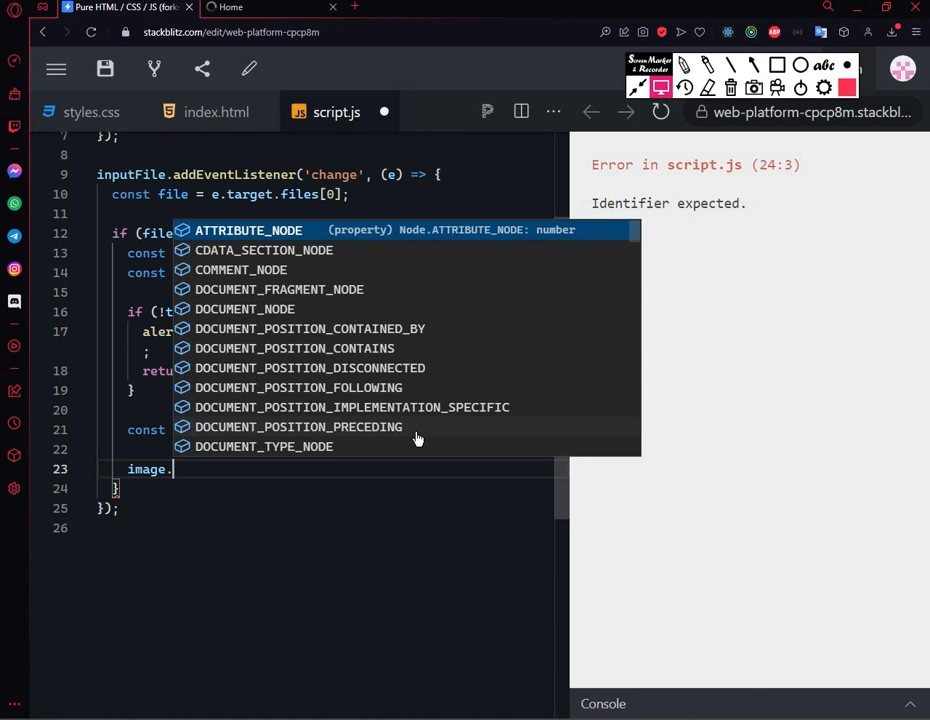 Pure HTML / CSS / JS (fork
Home
stackblitz.com/edit/web-platform-cpcp8m
ABP
Screen Marker & Recorder
abc
styles.css
index.html
JS script.js
web-platform-cpcp8m.stackbl...
7 });
8
9 inputFile.addEventListener('change', (e) => {
10 const file = e.target.files[0];
11
12 if (file
13 const
14 const
15
16 if (!t
17 aler
;
18 retu
19 }
20
21 const
22
23 image.
24 }
25 });
26
ATTRIBUTE_NODE (property) Node.ATTRIBUTE_NODE: number
CDATA_SECTION_NODE
COMMENT_NODE
DOCUMENT_FRAGMENT_NODE
DOCUMENT_NODE
DOCUMENT_POSITION_CONTAINED_BY
DOCUMENT_POSITION_CONTAINS
DOCUMENT_POSITION_DISCONNECTED
DOCUMENT_POSITION_FOLLOWING
DOCUMENT_POSITION_IMPLEMENTATION_SPECIFIC
DOCUMENT_POSITION_PRECEDING
DOCUMENT_TYPE_NODE
Error in script.js (24:3)
Identifier expected.
Console